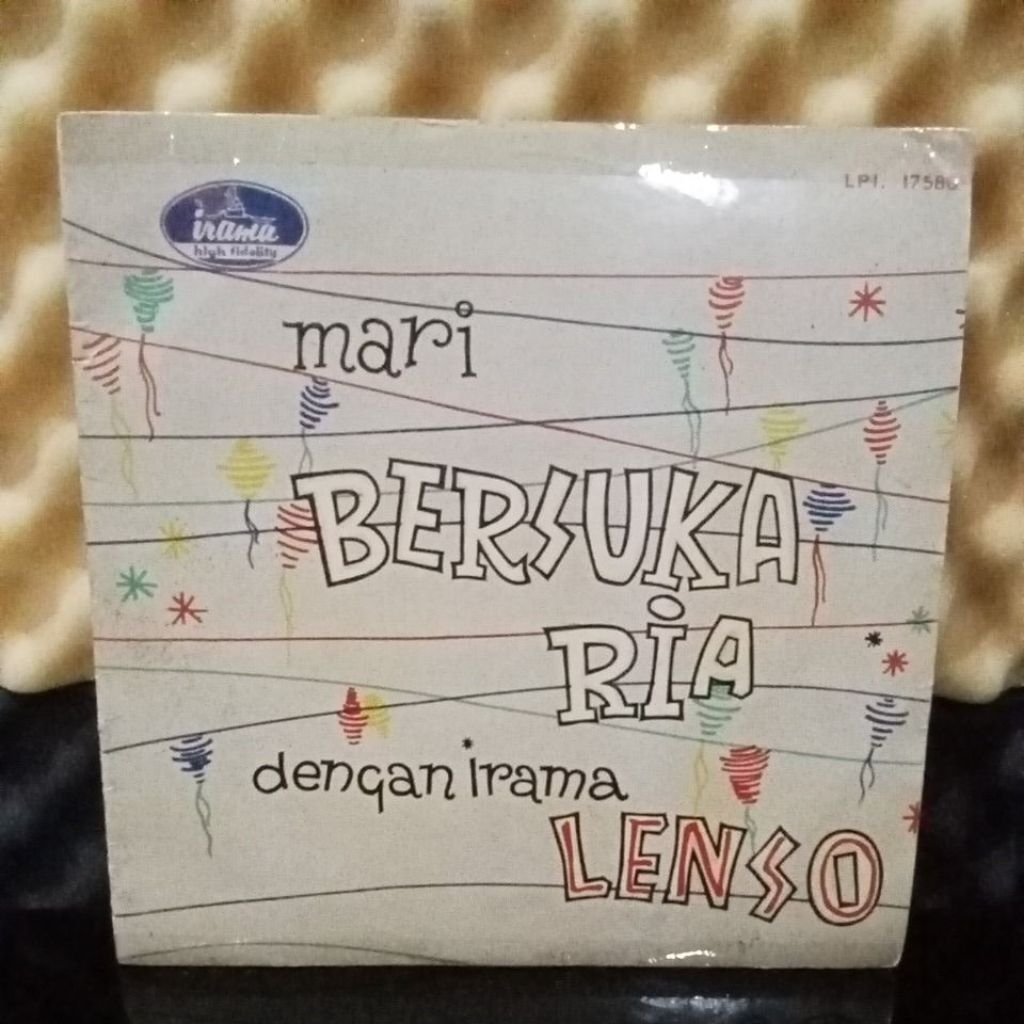 irama
high fidelity
LPI. 17580
mari
BERSUKA
RIA
dengan irama
LENSO